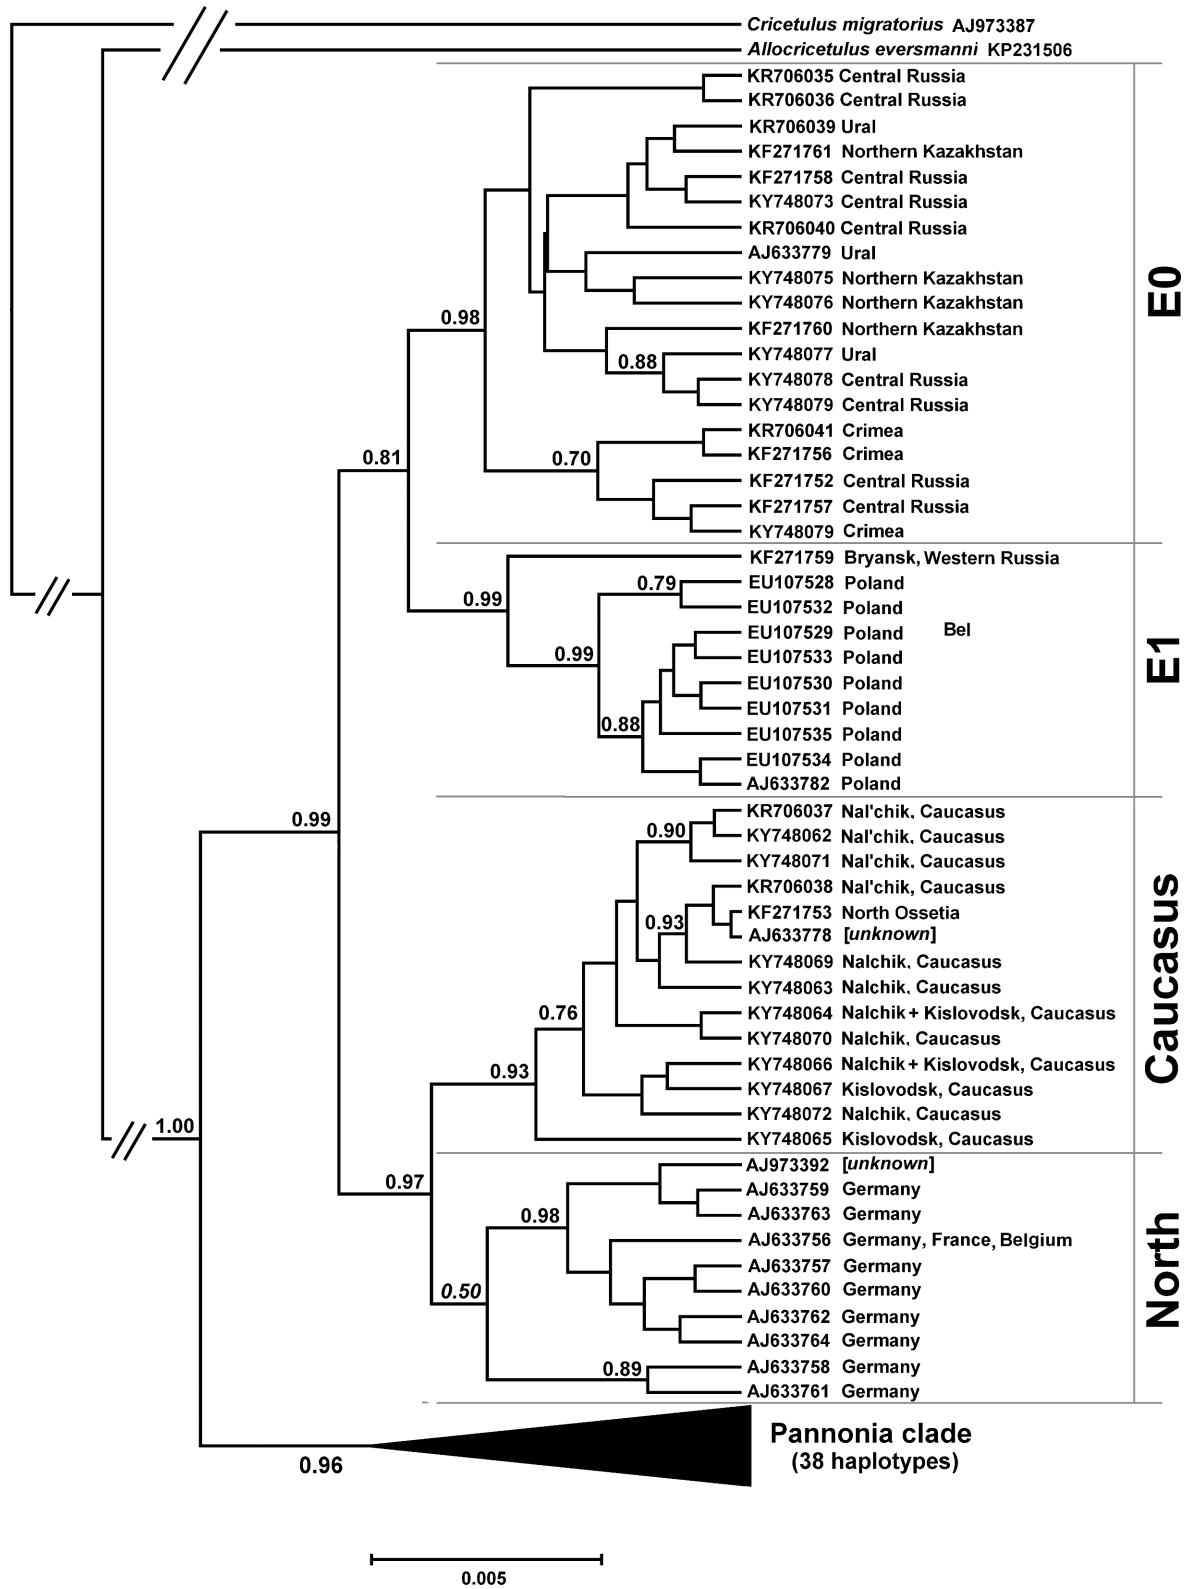 Cricetulus migratorius AJ973387
Allocricetulus eversmanni KP231506
KR706035 Central Russia
KR706036 Central Russia
KR706039 Ural
KF271761 Northern Kazakhstan
KF271758 Central Russia
KY748073 Central Russia
KR706040 Central Russia
AJ633779 Ural
KY748075 Northern Kazakhstan
KY748076 Northern Kazakhstan
E0
0.98
KF271760 Northern Kazakhstan
KY748077 Ural
0.88
KY748078 Central Russia
KY748079 Central Russia
KR706041 Crimea
KF271756 Crimea
0.81
0.70
KF271752 Central Russia
KF271757 Central Russia
KY748079 Crimea
KF271759 Bryansk, Western Russia
0.79
EU107528 Poland
0.99
EU107532 Poland
EU107529 Poland Bel
E1
0.99
EU107533 Poland
EU107530 Poland
EU107531 Poland
0.88
EU107535 Poland
EU107534 Poland
AJ633782 Poland
KR706037 Nal'chik, Caucasus
0.99
0.90
KY748062 Nal'chik, Caucasus
KY748071 Nal'chik, Caucasus
KR706038 Nal'chik, Caucasus
KF271753 North Ossetia
0.93
AJ633778 [unknown]
KY748069 Nalchik, Caucasus
Caucasus
KY748063 Nalchik, Caucasus
0.76
KY748064 Nalchik + Kislovodsk, Caucasus
KY748070 Nalchik, Caucasus
KY748066 Nalchik + Kislovodsk, Caucasus
0.93
KY748067 Kislovodsk, Caucasus
KY748072 Nalchik, Caucasus
1.00
KY748065 Kislovodsk, Caucasus
AJ973392 [unknown]
0.97
AJ633759 Germany
0.98
AJ633763 Germany
AJ633756 Germany, France, Belgium
North
AJ633757 Germany
0.50
AJ633760 Germany
AJ633762 Germany
AJ633764 Germany
0.89
AJ633758 Germany
AJ633761 Germany
Pannonia clade
(38 haplotypes)
0.96
0.005